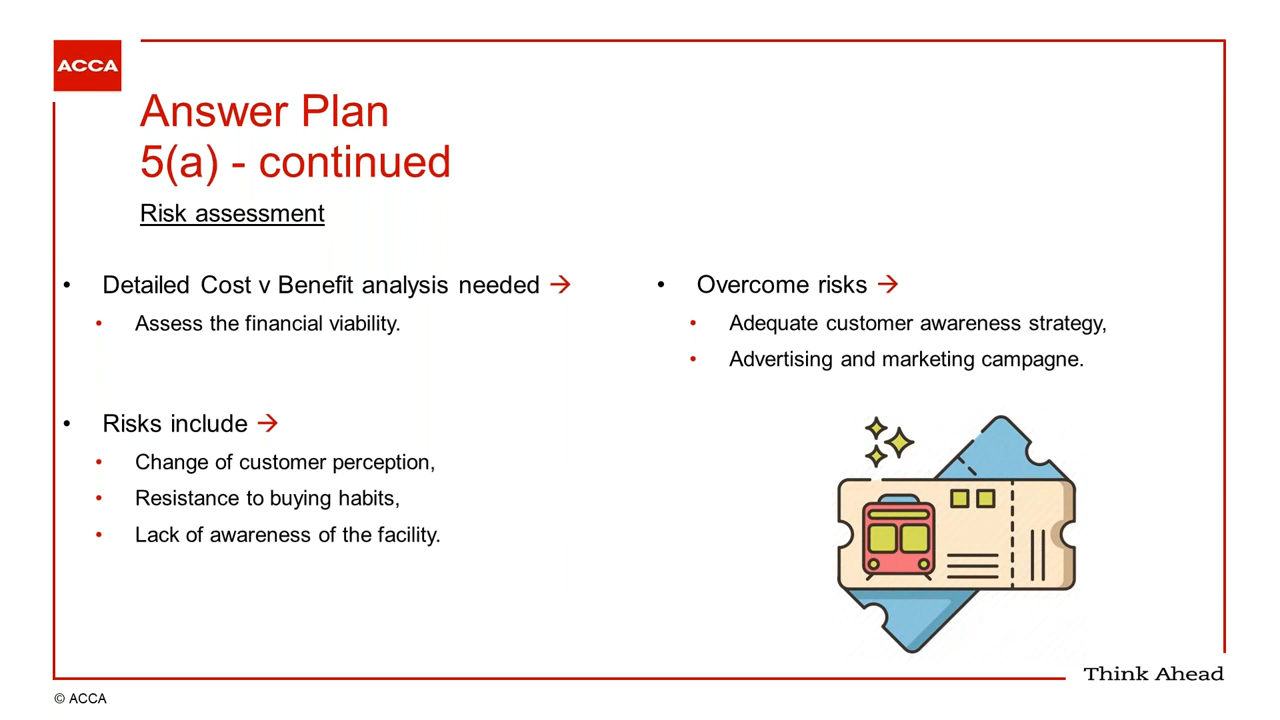 ACCA
Answer Plan
5(a) - continued
Risk assessment
• Detailed Cost v Benefit analysis needed →
• Assess the financial viability.
• Risks include →
• Change of customer perception,
• Resistance to buying habits,
• Lack of awareness of the facility.
• Overcome risks →
• Adequate customer awareness strategy,
• Advertising and marketing campagne.
Think Ahead
© ACCA